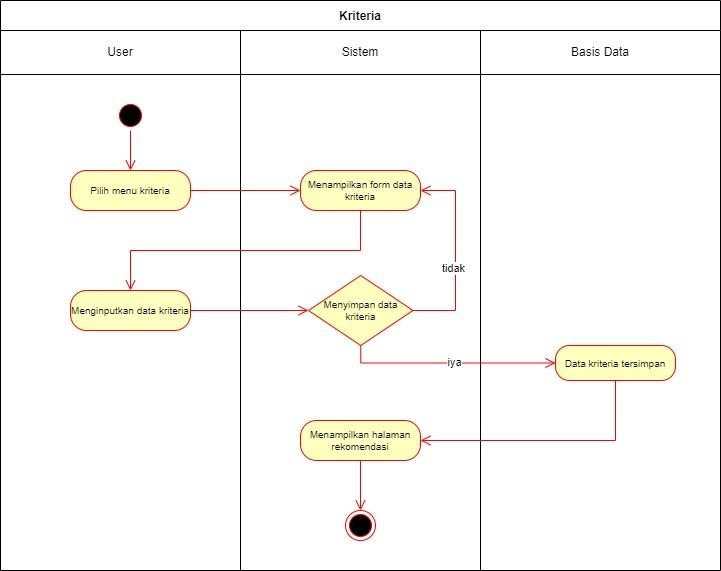 Kriteria
User
Sistem
Basis Data
Pilih menu kriteria
Menampilkan form data
kriteria
tidak
Menginputkan data kriteria
Menyimpan data
kriteria
iya
Data kriteria tersimpan
Menampilkan halaman
rekomendasi